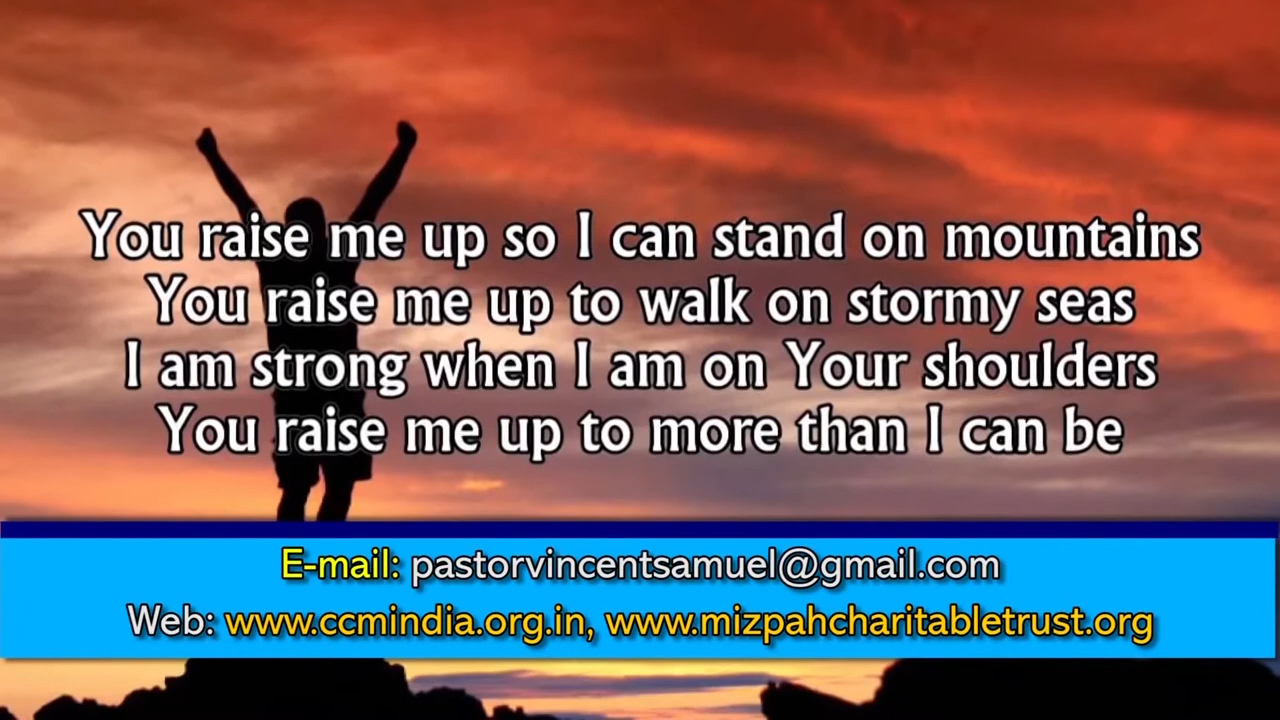 You raise me up so I can stand on mountains
You raise me up to walk on stormy seas
I am strong when I am on Your shoulders
You raise me up to more than I can be
E-mail: pastorvincentsamuel@gmail.com
Web: www.ccmindia.org.in, www.mizpahcharitabletrust.org